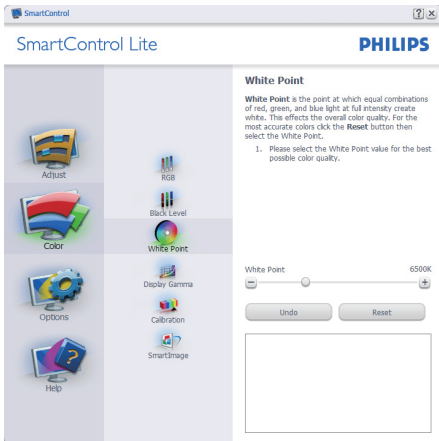 SmartControl
SmartControl Lite
PHILIPS
Adjust
Color
Options
Help
RGB
Black Level
White Point
Display Gamma
Calibration
SmartImage
White Point
White Point is the point at which equal combinations
of red, green, and blue light at full intensity create
white. This effects the overall color quality. For the
most accurate colors click the Reset button then
select the White Point.
1. Please select the White Point value for the best
possible color quality.
White Point 6500K
Undo Reset